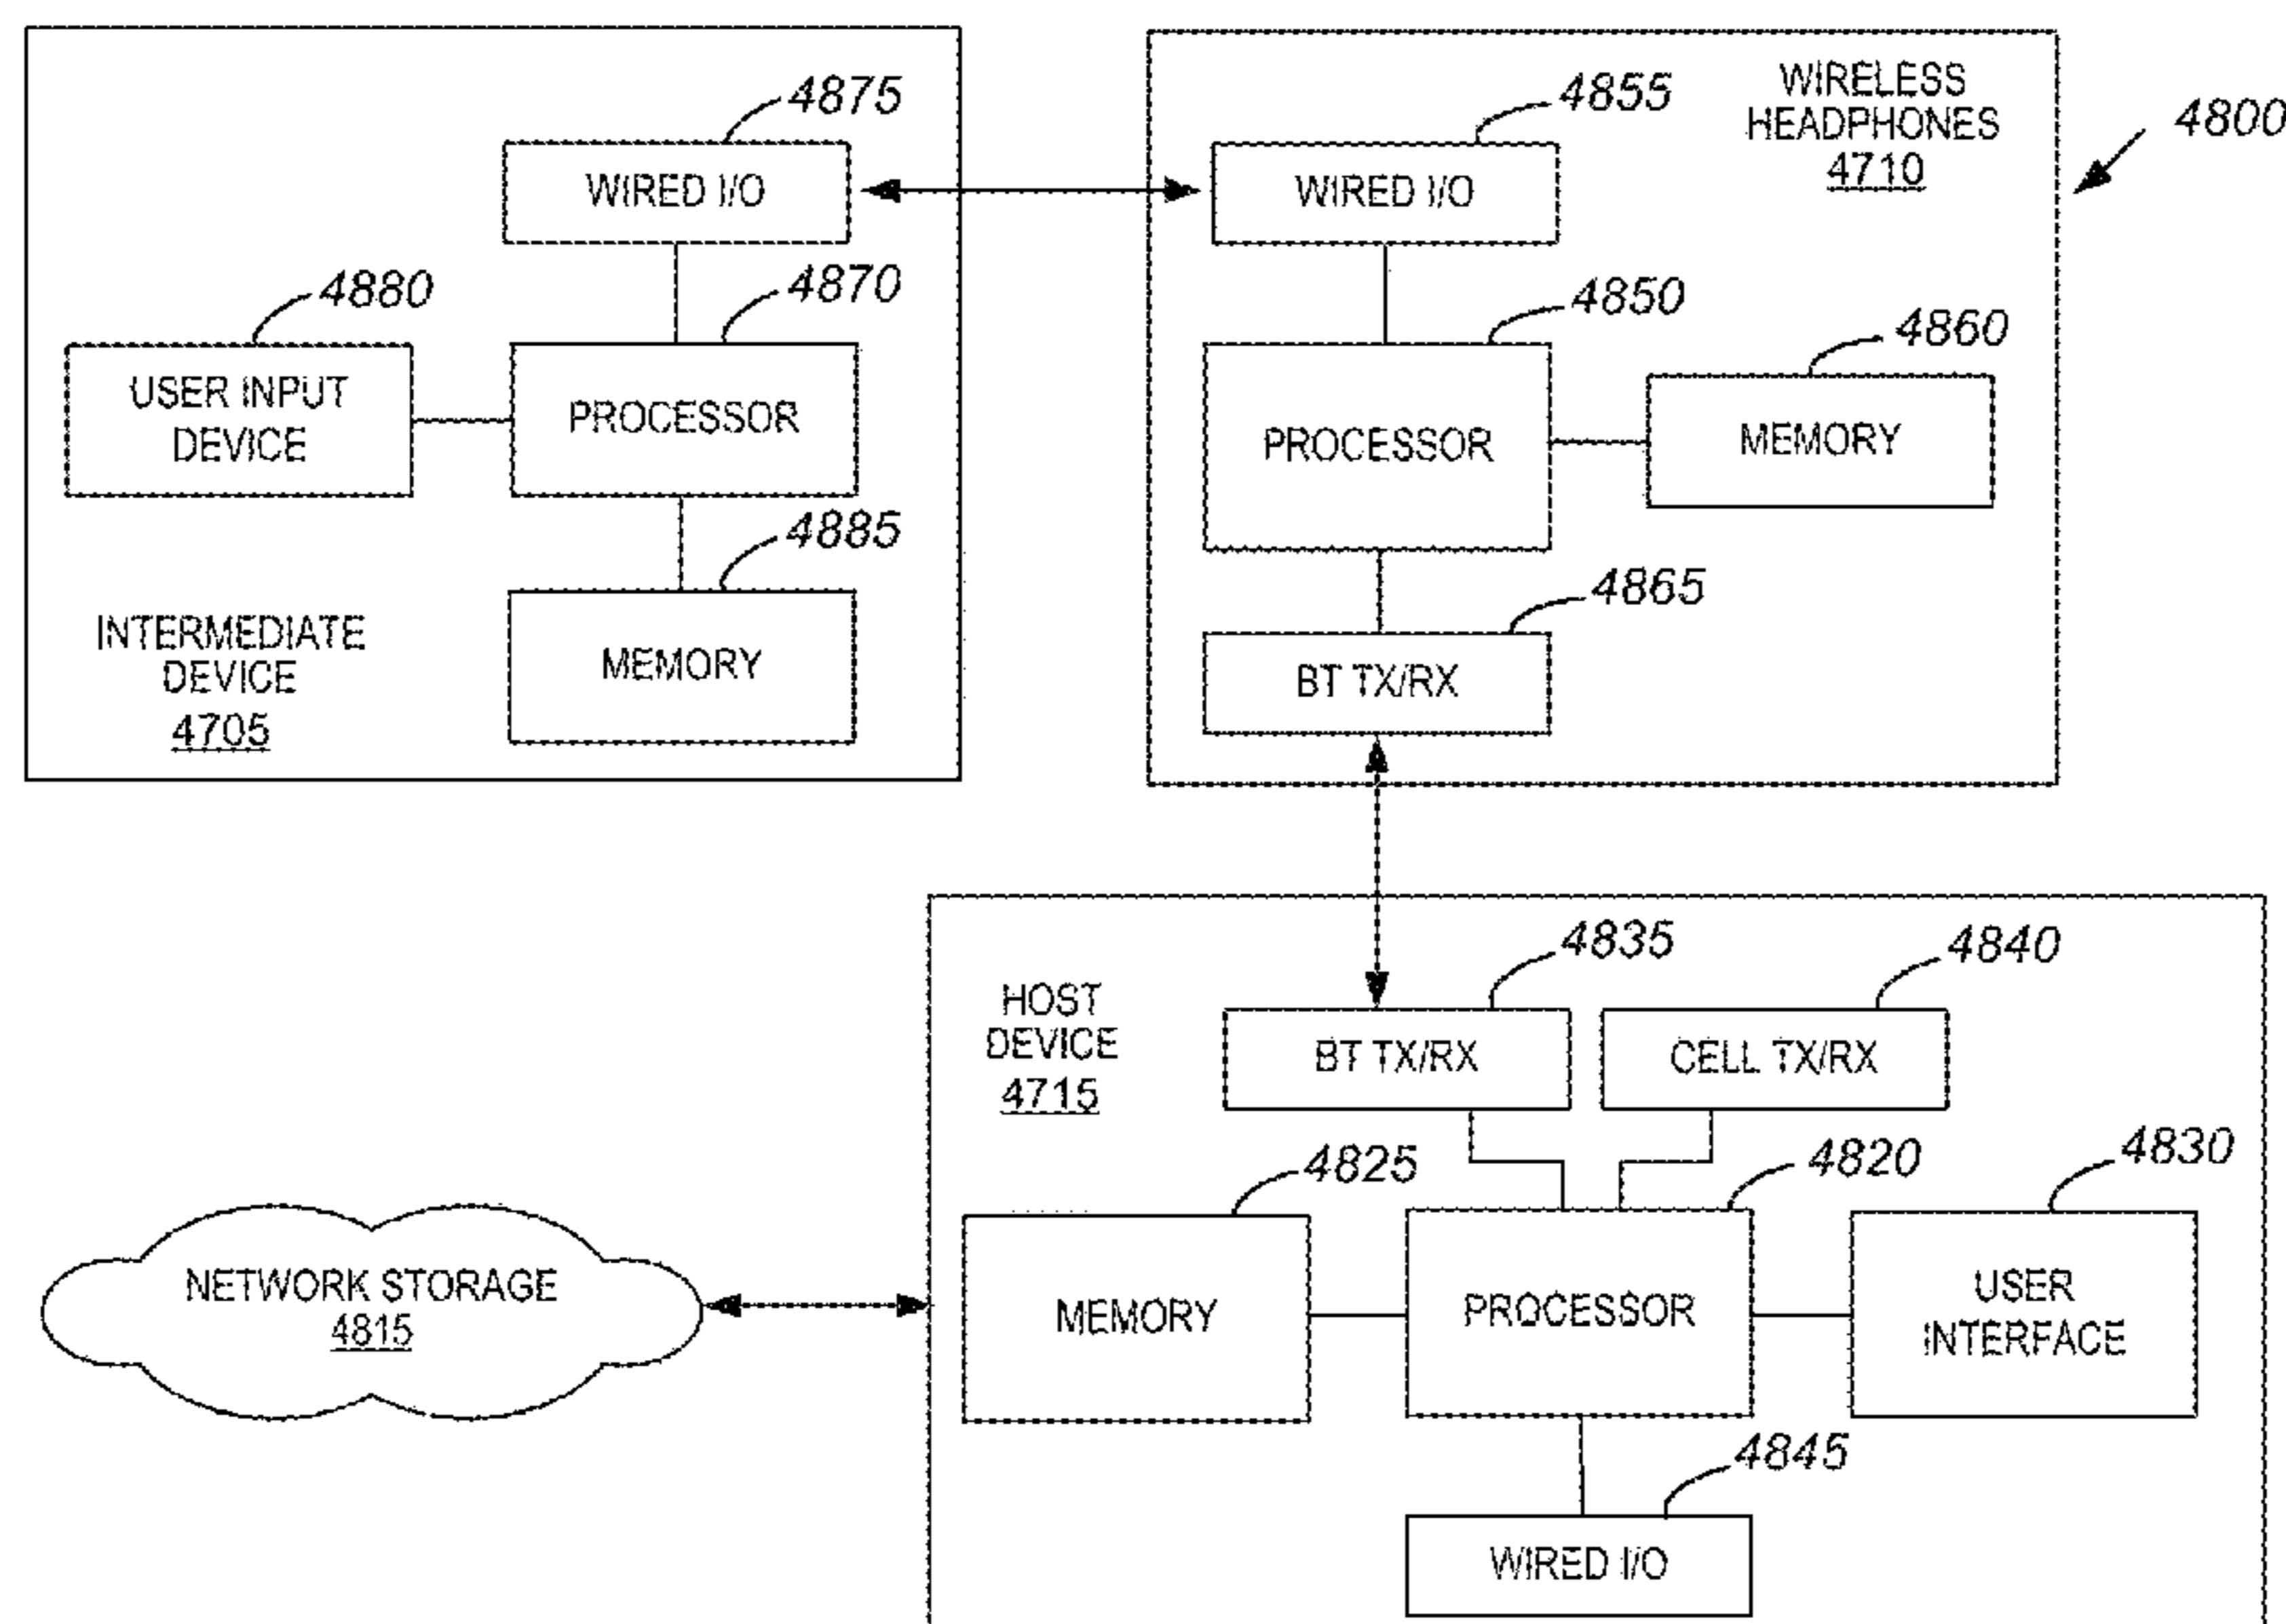 4875
WIRED I/O
4880
4870
USER INPUT
DEVICE
PROCESSOR
4885
INTERMEDIATE
DEVICE
4705
MEMORY
WIRELESS
HEADPHONES
4710
4800
4855
WIRED I/O
4850
4860
PROCESSOR
MEMORY
4865
BT TX/RX
HOST
DEVICE
4715
4835
4840
BT TX/RX
CELL TX/RX
4825
4820
4830
MEMORY
PROCESSOR
USER
INTERFACE
4845
WIRED I/O
NETWORK STORAGE
4815